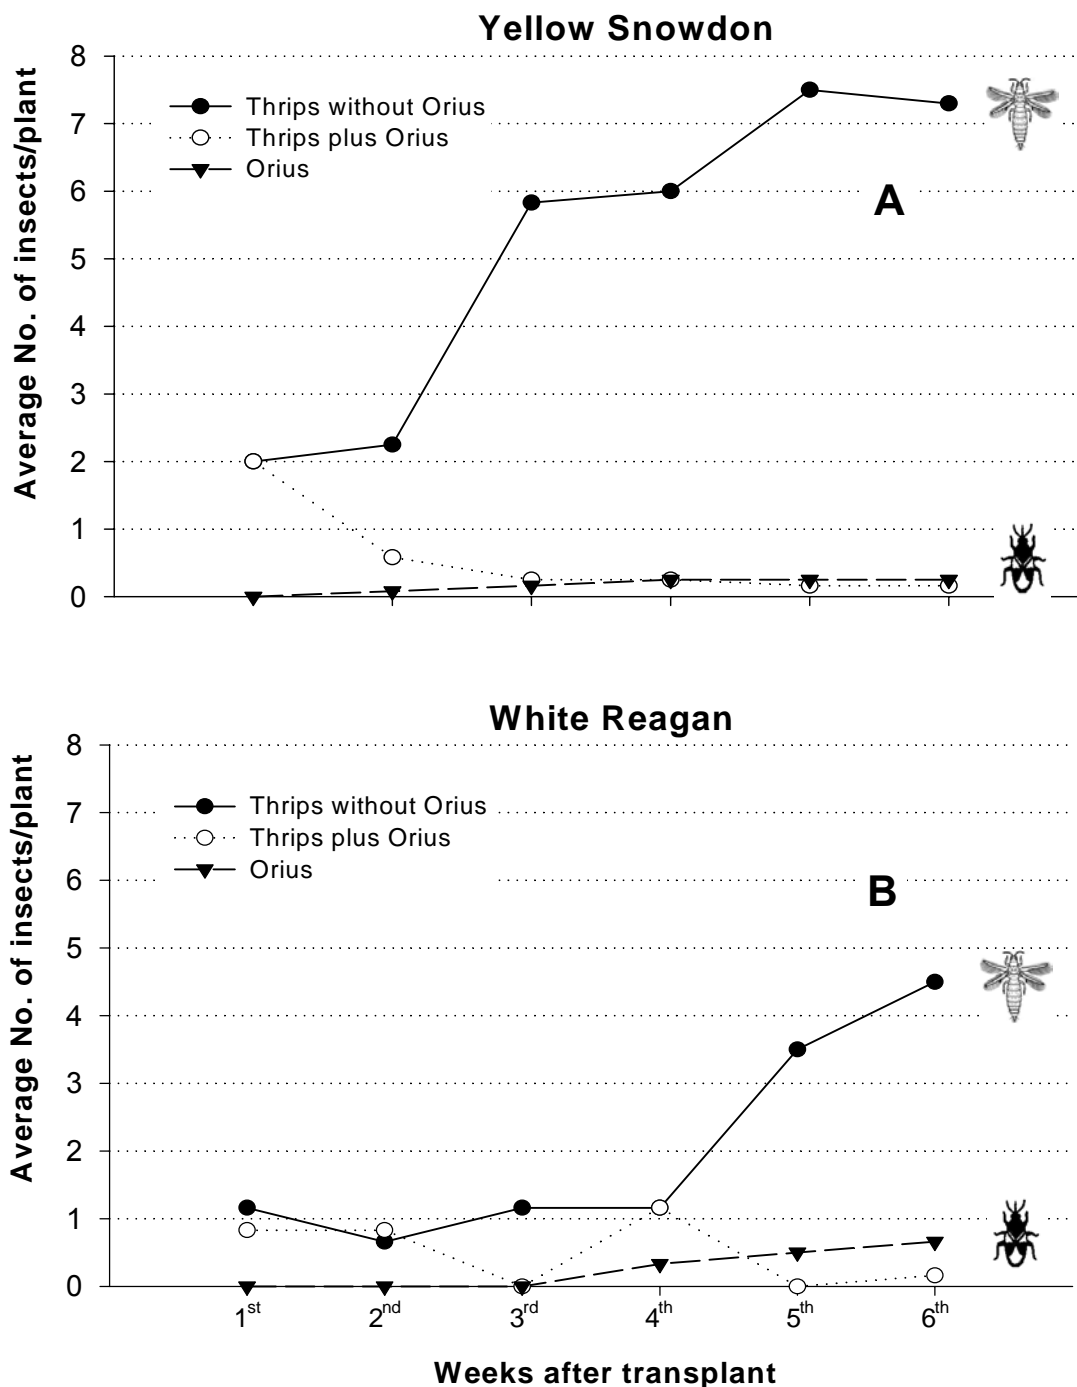 Yellow Snowdon
Average No. of insects/plant
8
7
6
5
4
3
2
1
0
Thrips without Orius
Thrips plus Orius
Orius
A
White Reagan
Average No. of insects/plant
8
7
6
5
4
3
2
1
0
Thrips without Orius
Thrips plus Orius
Orius
B
1st 2nd 3rd 4th 5th 6th
Weeks after transplant